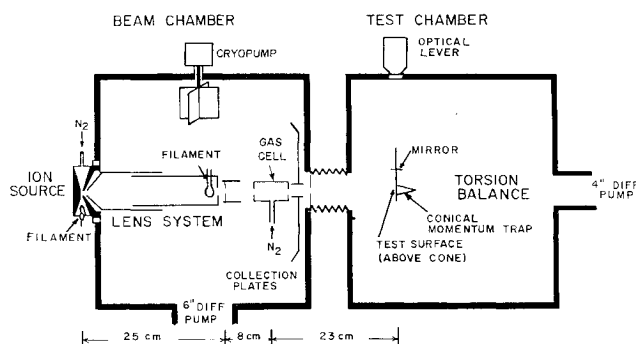 BEAM CHAMBER
TEST CHAMBER
CRYOPUMP
OPTICAL
LEVER
N2
ION
SOURCE
FILAMENT
GAS
CELL
MIRROR
TORSION
BALANCE
4" DIFF
PUMP
LENS SYSTEM
FILAMENT
N2
CONICAL
MOMENTUM TRAP
TEST SURFACE
(ABOVE CONE)
COLLECTION
PLATES
6" DIFF
PUMP
25 cm
8 cm
23 cm